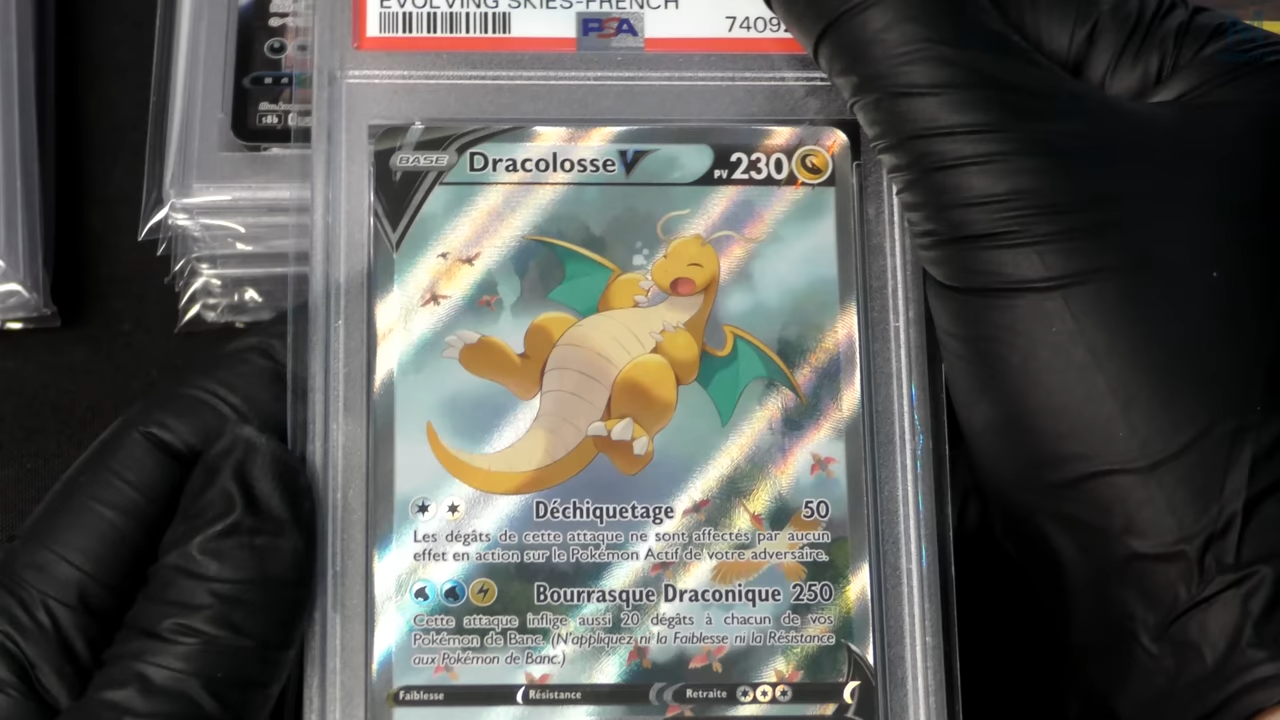 EVOLVING SKIES-FRENCH
PSA
7409
s8b
BASE
Dracolosse V
PV 230
Déchiquetage 50
Les dégâts de cette attaque ne sont affectés par aucun
effet en action sur le Pokémon Actif de votre adversaire.
Bourrasque Draconique 250
Cette attaque inflige aussi 20 dégâts à chacun de vos
Pokémon de Banc. (N'appliquez ni la Faiblesse ni la Résistance
aux Pokémon de Banc.)
Faiblesse
Résistance
Retraite